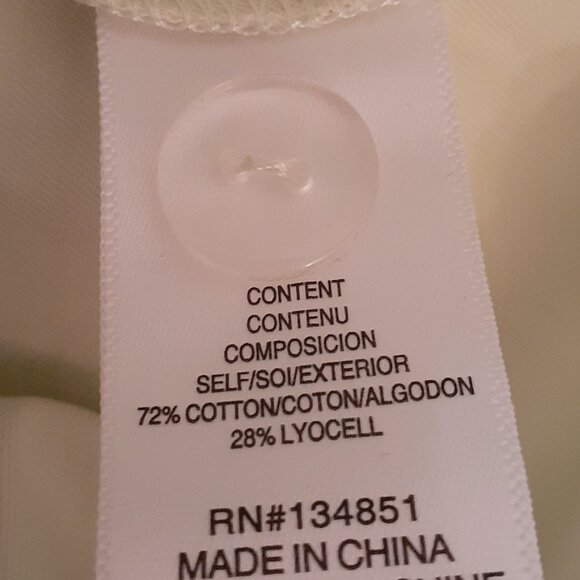 CONTENT
CONTENU
COMPOSICION
SELF/SOI/EXTERIOR
72% COTTON/COTON/ALGODON
28% LYOCELL
RN#134851
MADE IN CHINA